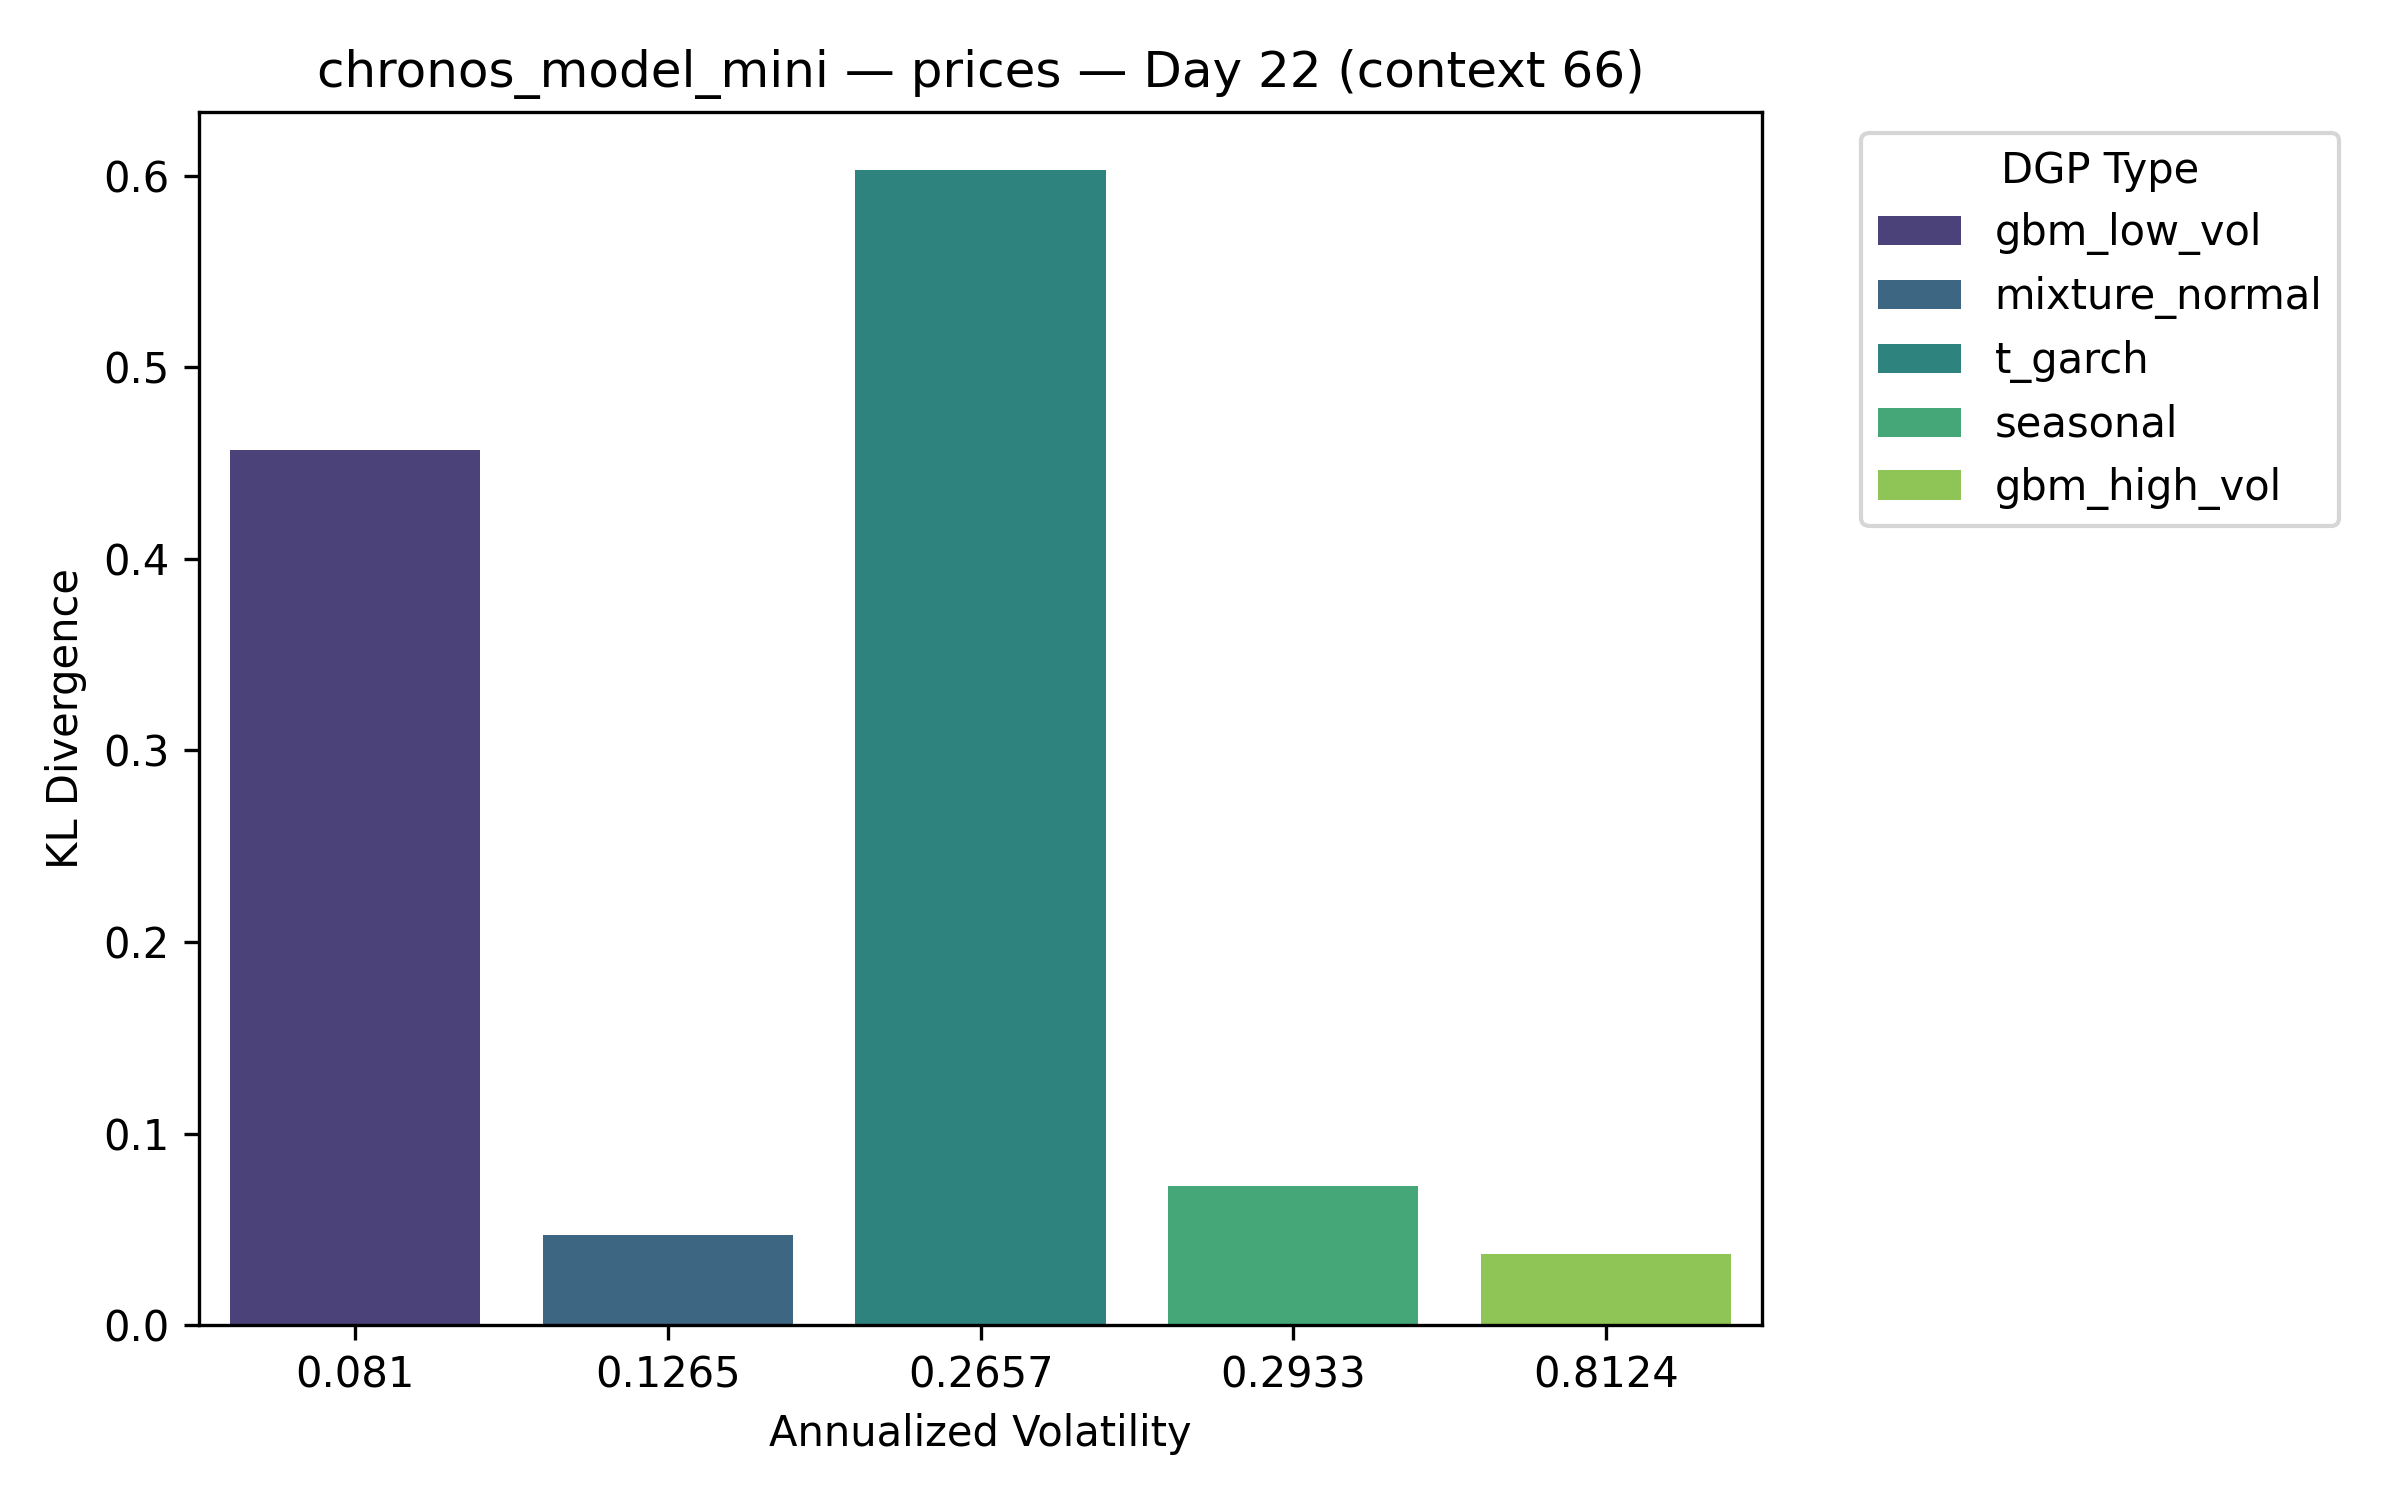 chronos_model_mini — prices — Day 22 (context 66)
KL Divergence
0.6
0.5
0.4
0.3
0.2
0.1
0.0
0.081
0.1265
0.2657
0.2933
0.8124
Annualized Volatility
DGP Type
gbm_low_vol
mixture_normal
t_garch
seasonal
gbm_high_vol